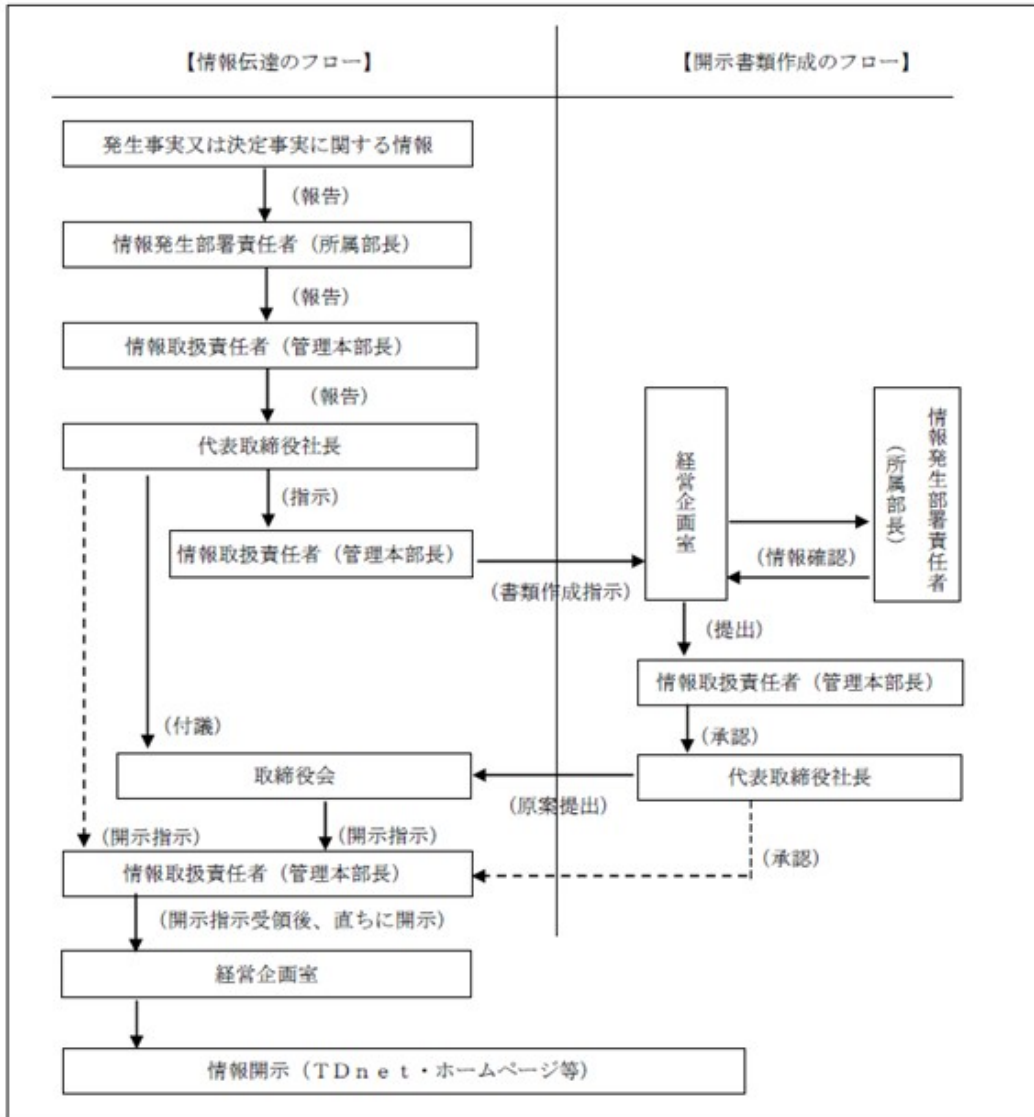 【情報伝達のフロー】
【開示書類作成のフロー】
発生事実又は決定事実に関する情報
（報告）
情報発生部署責任者（所属部長）
（報告）
情報取扱責任者（管理本部長）
（報告）
代表取締役社長
（指示）
情報取扱責任者（管理本部長）
（書類作成指示）
経営企画室
情報発生部署責任者
（所属部長）
（情報確認）
（提出）
情報取扱責任者（管理本部長）
（承認）
代表取締役社長
（原案提出）
（付議）
取締役会
（開示指示）
（開示指示）
（承認）
情報取扱責任者（管理本部長）
（開示指示受領後、直ちに開示）
経営企画室
情報開示（ＴＤｎｅｔ・ホームページ等）